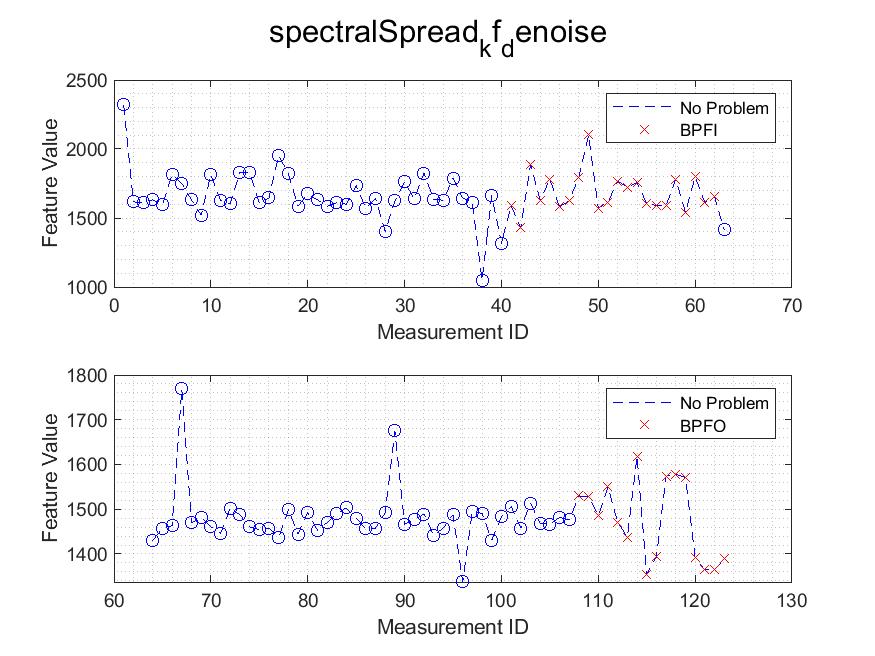 spectralSpread_kf_denoise
2500
2000
1500
1000
Feature Value
No Problem
BPFI
0 10 20 30 40 50 60 70
Measurement ID
1800
1700
1600
1500
1400
Feature Value
No Problem
BPFO
60 70 80 90 100 110 120 130
Measurement ID